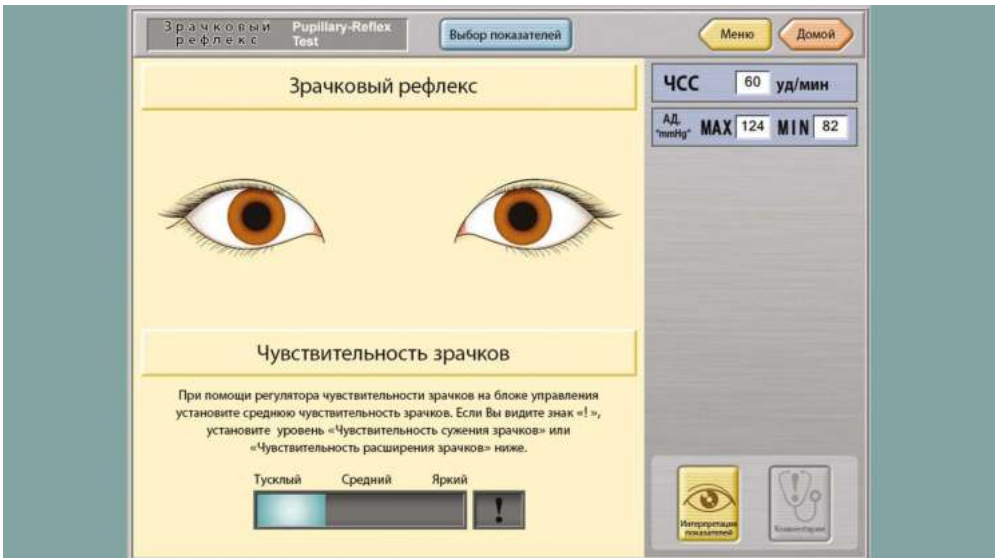 Зрачковый рефлекс
Pupillary-Reflex Test
Выбор показателей
Меню
Домой
Зрачковый рефлекс
ЧСС 60 уд/мин
АД, "mmHg" MAX 124 MIN 82
Чувствительность зрачков
При помощи регулятора чувствительности зрачков на блоке управления
установите среднюю чувствительность зрачков. Если Вы видите знак «! »,
установите уровень «Чувствительность сужения зрачков» или
«Чувствительность расширения зрачков» ниже.
Тусклый Средний Яркий
!
Интерпретация
показателей
Комментарии